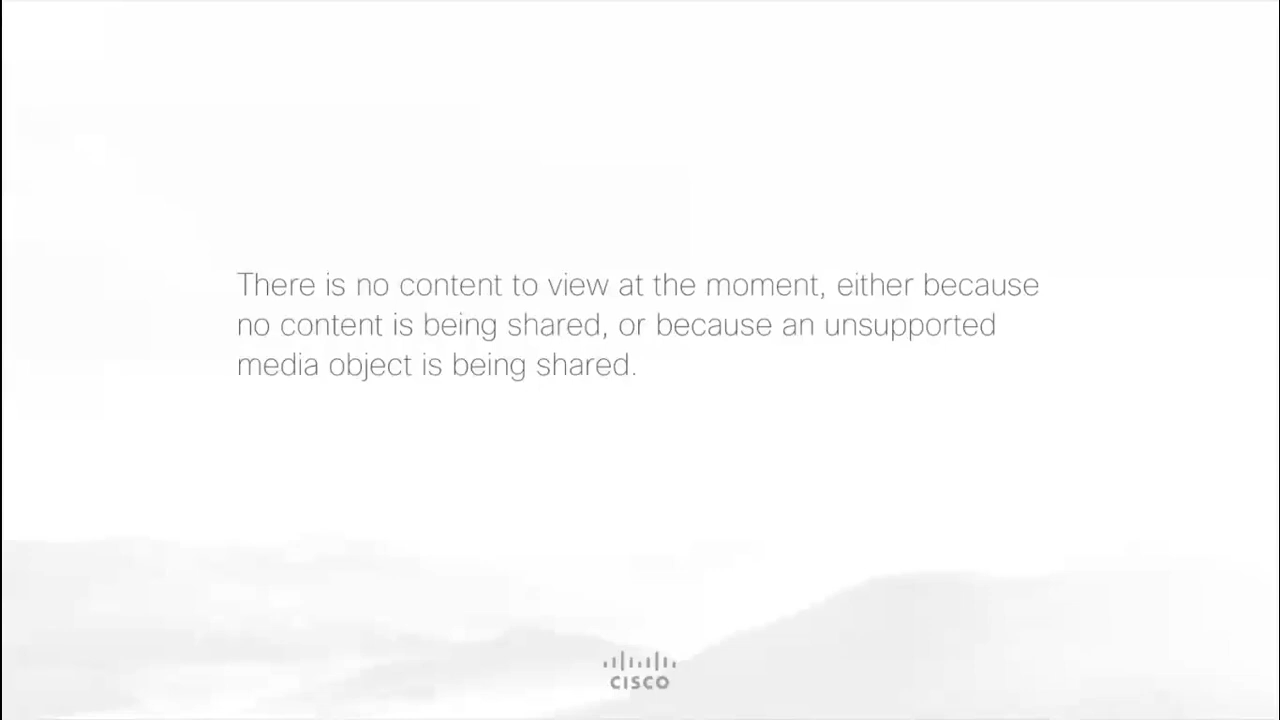 There is no content to view at the moment, either because
no content is being shared, or because an unsupported
media object is being shared.
CISCO